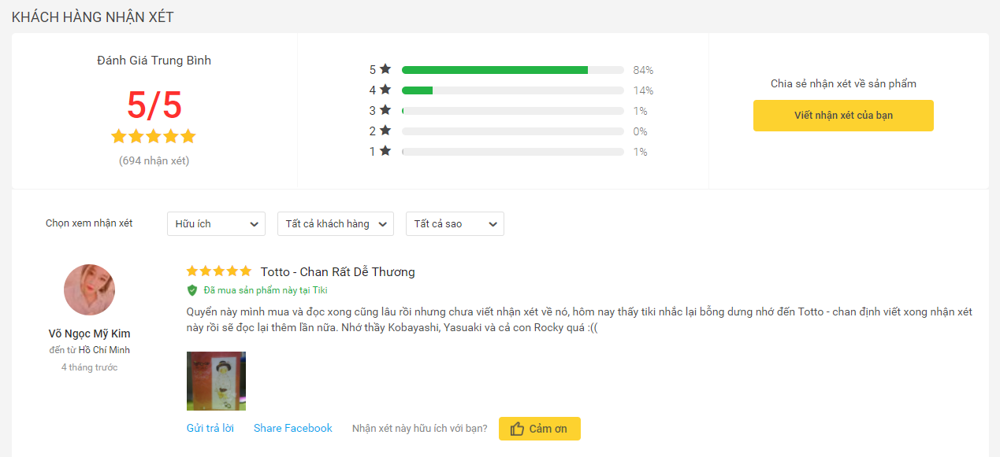 KHÁCH HÀNG NHẬN XÉT
Đánh Giá Trung Bình
5/5
(694 nhận xét)
5 84%
4 14%
3 1%
2 0%
1 1%
Chia sẻ nhận xét về sản phẩm
Viết nhận xét của bạn
Chọn xem nhận xét
Hữu ích
Tất cả khách hàng
Tất cả sao
Võ Ngọc Mỹ Kim
đến từ Hồ Chí Minh
4 tháng trước
Totto - Chan Rất Dễ Thương
Đã mua sản phẩm này tại Tiki
Quyển này mình mua và đọc xong cũng lâu rồi nhưng chưa viết nhận xét về nó, hôm nay thấy tiki nhắc lại bỗng dưng nhớ đến Totto - chan định viết xong nhận xét
này rồi sẽ đọc lại thêm lần nữa. Nhớ thầy Kobayashi, Yasuaki và cả con Rocky quá :((
Gửi trả lời
Share Facebook
Nhận xét này hữu ích với bạn?
Cảm ơn